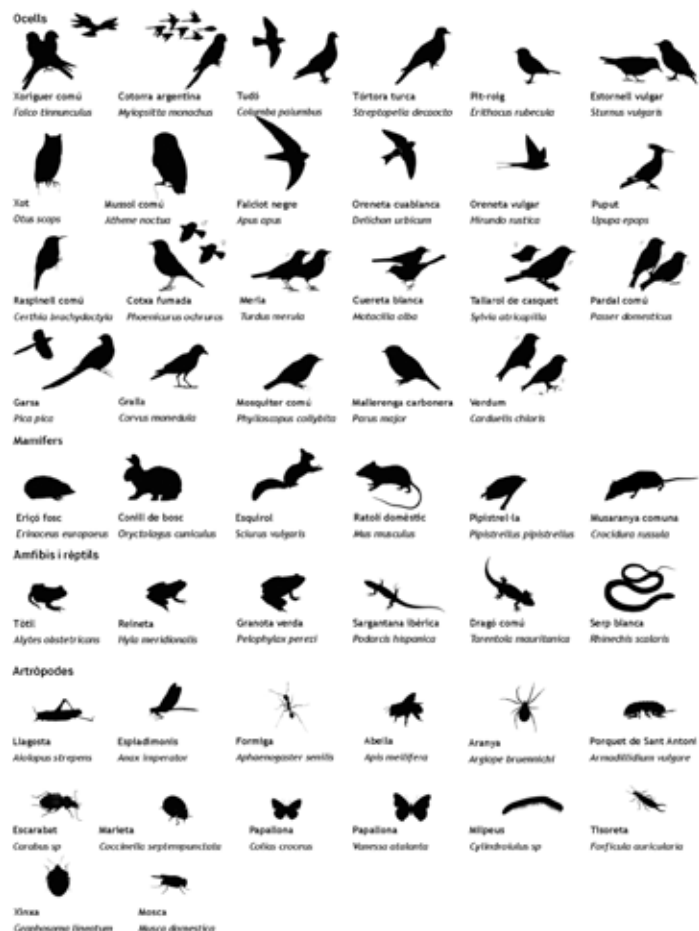 Ocells
Xoriguer comú
Falco tinnunculus
Cotorra argentina
Myiopsitta monachus
Tudó
Columba palumbus
Tórtora turca
Streptopelia decaocto
Pit-roig
Erithacus rubecula
Estornell vulgar
Sturnus vulgaris
Xot
Otus scops
Mussol comú
Athene noctua
Falciot negre
Apus apus
Oreneta cuablanca
Delichon urbicum
Oreneta vulgar
Hirundo rustica
Puput
Upupa epops
Raspinell comú
Certhia brachydactyla
Cotxa fumada
Phoenicurus ochruros
Merla
Turdus merula
Cuereta blanca
Motacilla alba
Tallarol de casquet
Sylvia atricapilla
Pardal comú
Passer domesticus
Garsa
Pica pica
Gralla
Corvus monedula
Mosquiter comú
Phylloscopus collybita
Mallerenga carbonera
Parus major
Verdum
Carduelis chloris
Mamífers
Eriçó fosc
Erinaceus europaeus
Conill de bosc
Oryctolagus cuniculus
Esquirol
Sciurus vulgaris
Ratolí domèstic
Mus musculus
Pipistrel·la
Pipistrellus pipistrellus
Musaranya comuna
Crocidura russula
Amfibis i rèptils
Tòtil
Alytes obstetricans
Reineta
Hyla meridionalis
Granota verda
Pelophylax perezi
Sargantana ibèrica
Podarcis hispanica
Dragó comú
Tarentola mauritanica
Serp blanca
Rhinechis scalaris
Artròpodes
Llagosta
Aiolopus strepens
Espiadimonis
Anax imperator
Formiga
Aphaenogaster senilis
Abella
Apis mellifera
Aranya
Argiope bruennichi
Porquet de Sant Antoni
Armadillidium vulgare
Escarabat
Carabus sp
Marieta
Coccinella septempunctata
Papallona
Colias croceus
Papallona
Vanessa atalanta
Milpeus
Cylindroiulus sp
Tisoreta
Forficula auricularia
Xinxa
Graphosoma lineatum
Mosca
Musca domestica